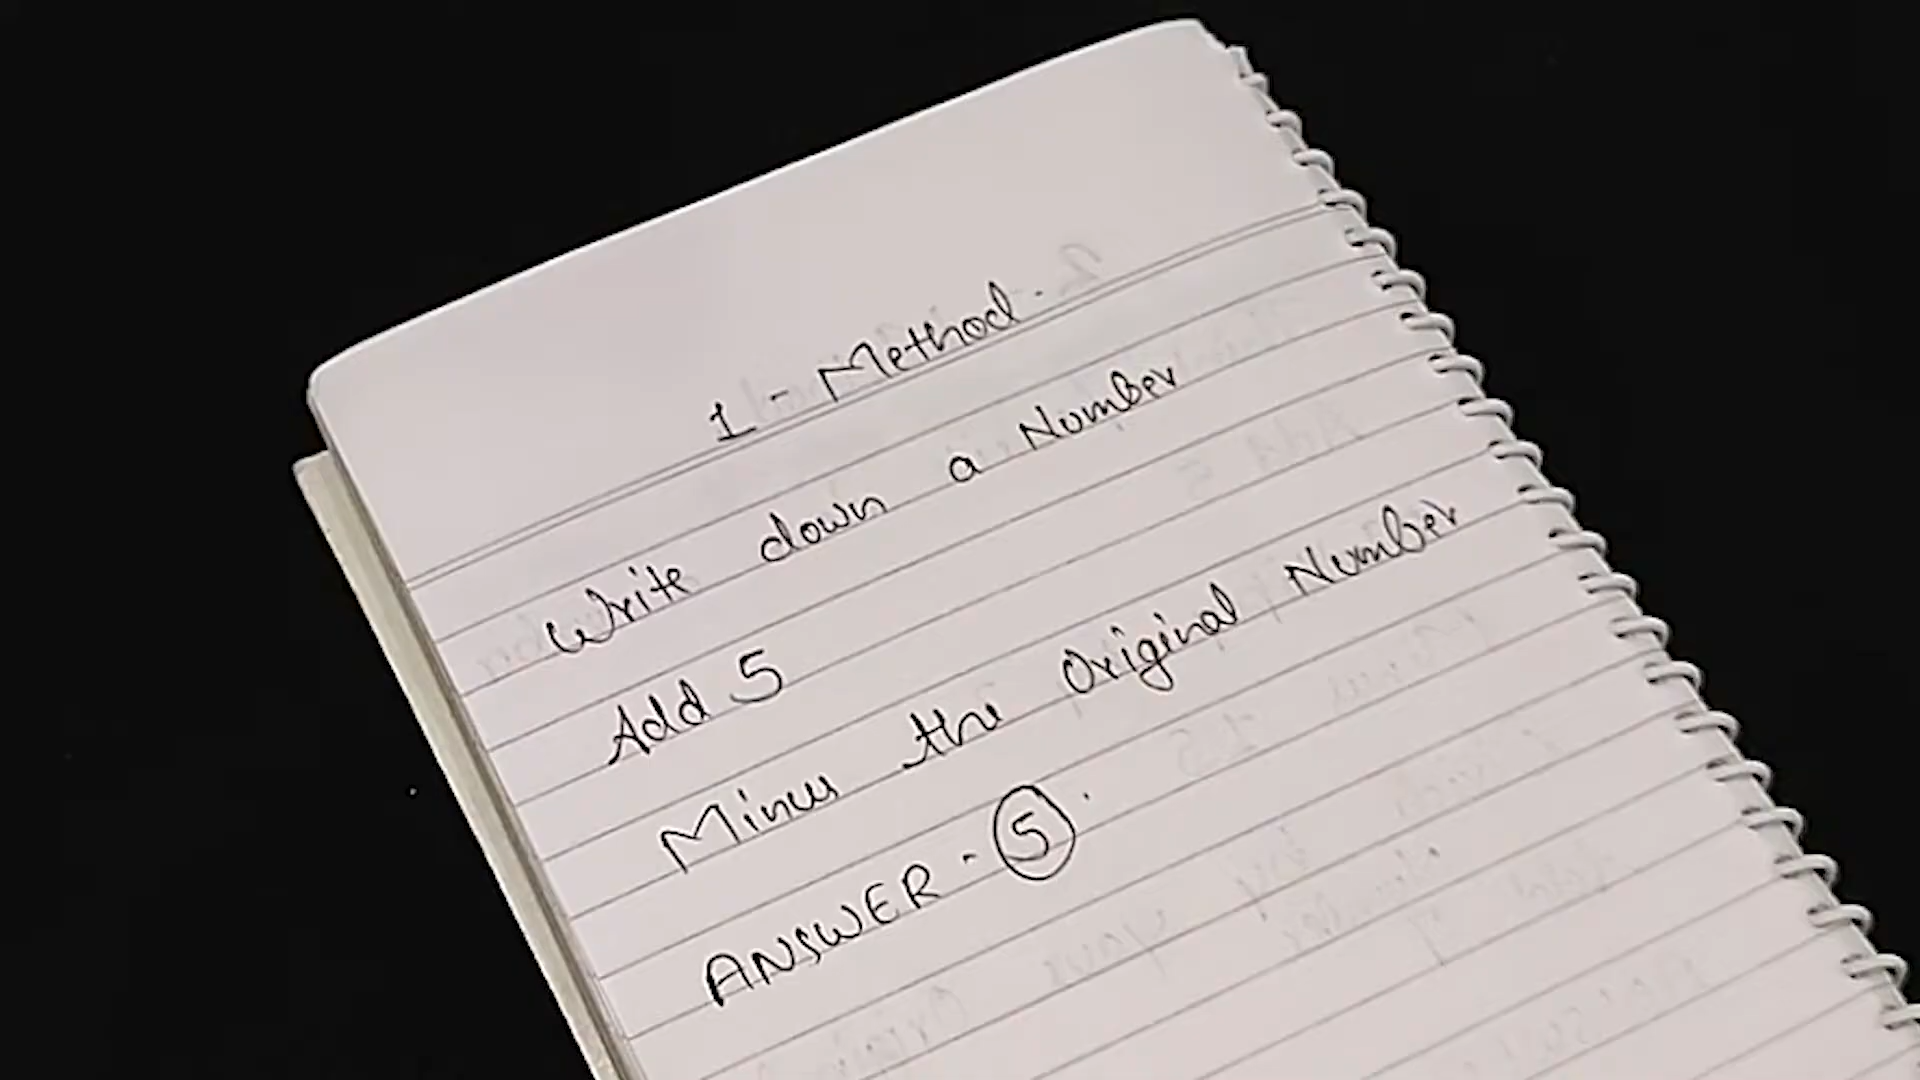 1 - Method.
Write down a Number
Add 5
Minus the Original Number
ANSWER - 5.